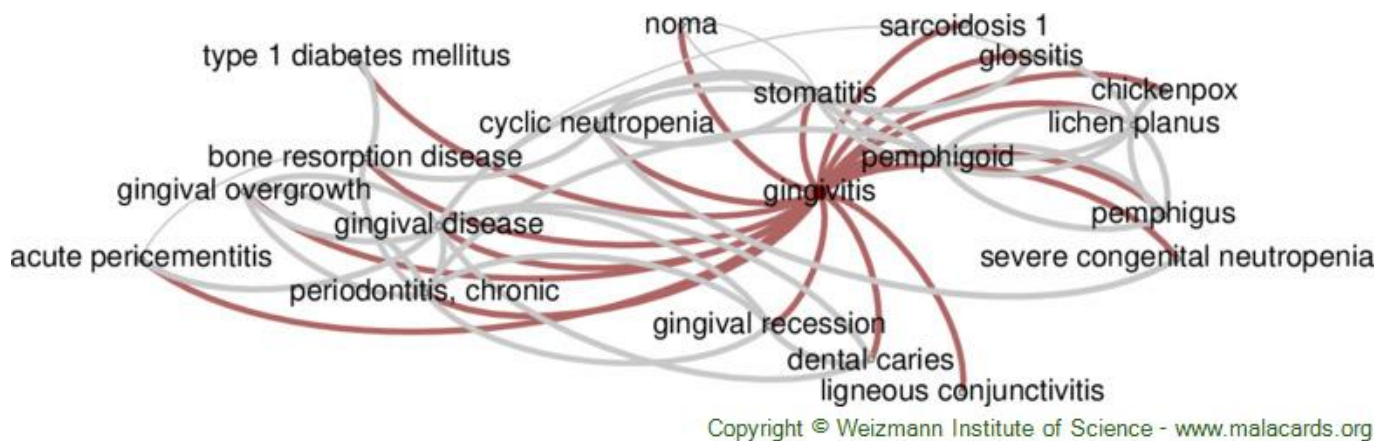 noma
sarcoidosis 1
type 1 diabetes mellitus
glossitis
stomatitis
chickenpox
cyclic neutropenia
lichen planus
bone resorption disease
pemphigoid
gingival overgrowth
gingivitis
gingival disease
pemphigus
acute pericementitis
severe congenital neutropenia
periodontitis, chronic
gingival recession
dental caries
ligneous conjunctivitis
Copyright © Weizmann Institute of Science - www.malacards.org